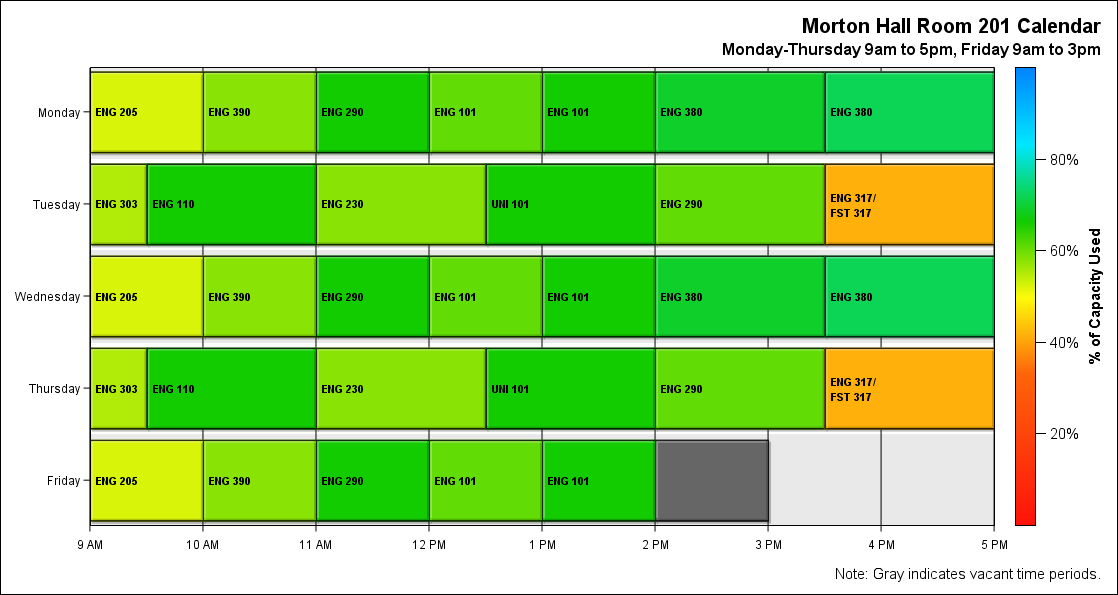 Morton Hall Room 201 Calendar
Monday-Thursday 9am to 5pm, Friday 9am to 3pm
Monday
ENG 205
ENG 390
ENG 290
ENG 101
ENG 101
ENG 380
ENG 380
Tuesday
ENG 303
ENG 110
ENG 230
UNI 101
ENG 290
ENG 317/
FST 317
Wednesday
ENG 205
ENG 390
ENG 290
ENG 101
ENG 101
ENG 380
ENG 380
Thursday
ENG 303
ENG 110
ENG 230
UNI 101
ENG 290
ENG 317/
FST 317
Friday
ENG 205
ENG 390
ENG 290
ENG 101
ENG 101
9 AM
10 AM
11 AM
12 PM
1 PM
2 PM
3 PM
4 PM
5 PM
80%
60%
40%
20%
% of Capacity Used
Note: Gray indicates vacant time periods.